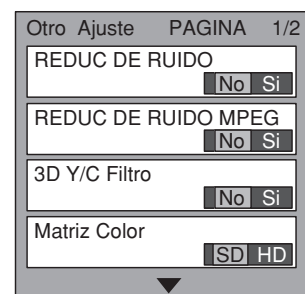 Otro Ajuste PAGINA 1/2
REDUC DE RUIDO
No Si
REDUC DE RUIDO MPEG
No Si
3D Y/C Filtro
No Si
Matriz Color
SD HD